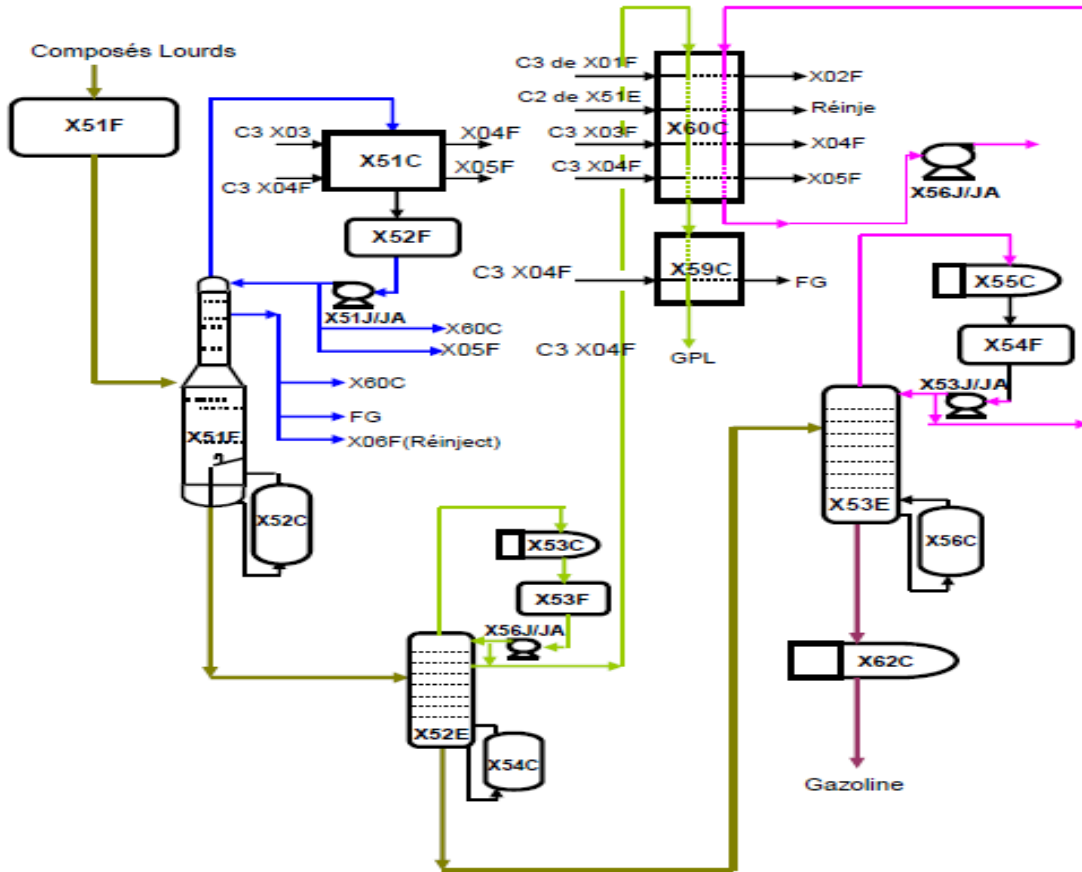 Composés Lourds
X51F
C3 X03
C3 X04F
X51C
X04F
X05F
X52F
X51J/JA
X60C
X05F
X60C
FG
X06F(Réinject)
X51E
X52C
C3 de X01F
C2 de X51E
C3 X03F
C3 X04F
X60C
X02F
Réinje
X04F
X05F
X56J/JA
C3 X04F
X59C
FG
C3 X04F
GPL
X55C
X54F
X53J/JA
X53E
X56C
X53C
X53F
X56J/JA
X52E
X54C
X62C
Gazoline